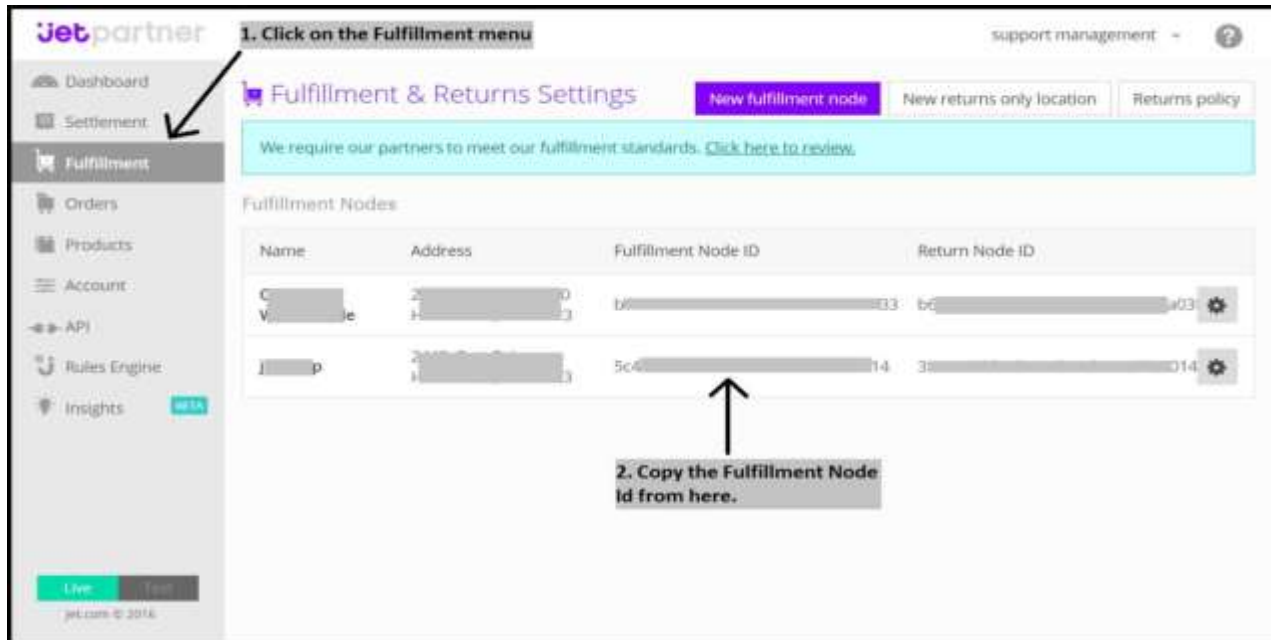 Jetpartner
1. Click on the Fulfillment menu
support management
?
Dashboard
Settlement
Fulfillment
Orders
Products
Account
API
Rules Engine
Insights BETA
Fulfillment & Returns Settings
New fulfillment node
New returns only location
Returns policy
We require our partners to meet our fulfillment standards. Click here to review.
Fulfillment Nodes
Name Address Fulfillment Node ID Return Node ID
2. Copy the Fulfillment Node
Id from here.
Live Test
jet.com © 2016